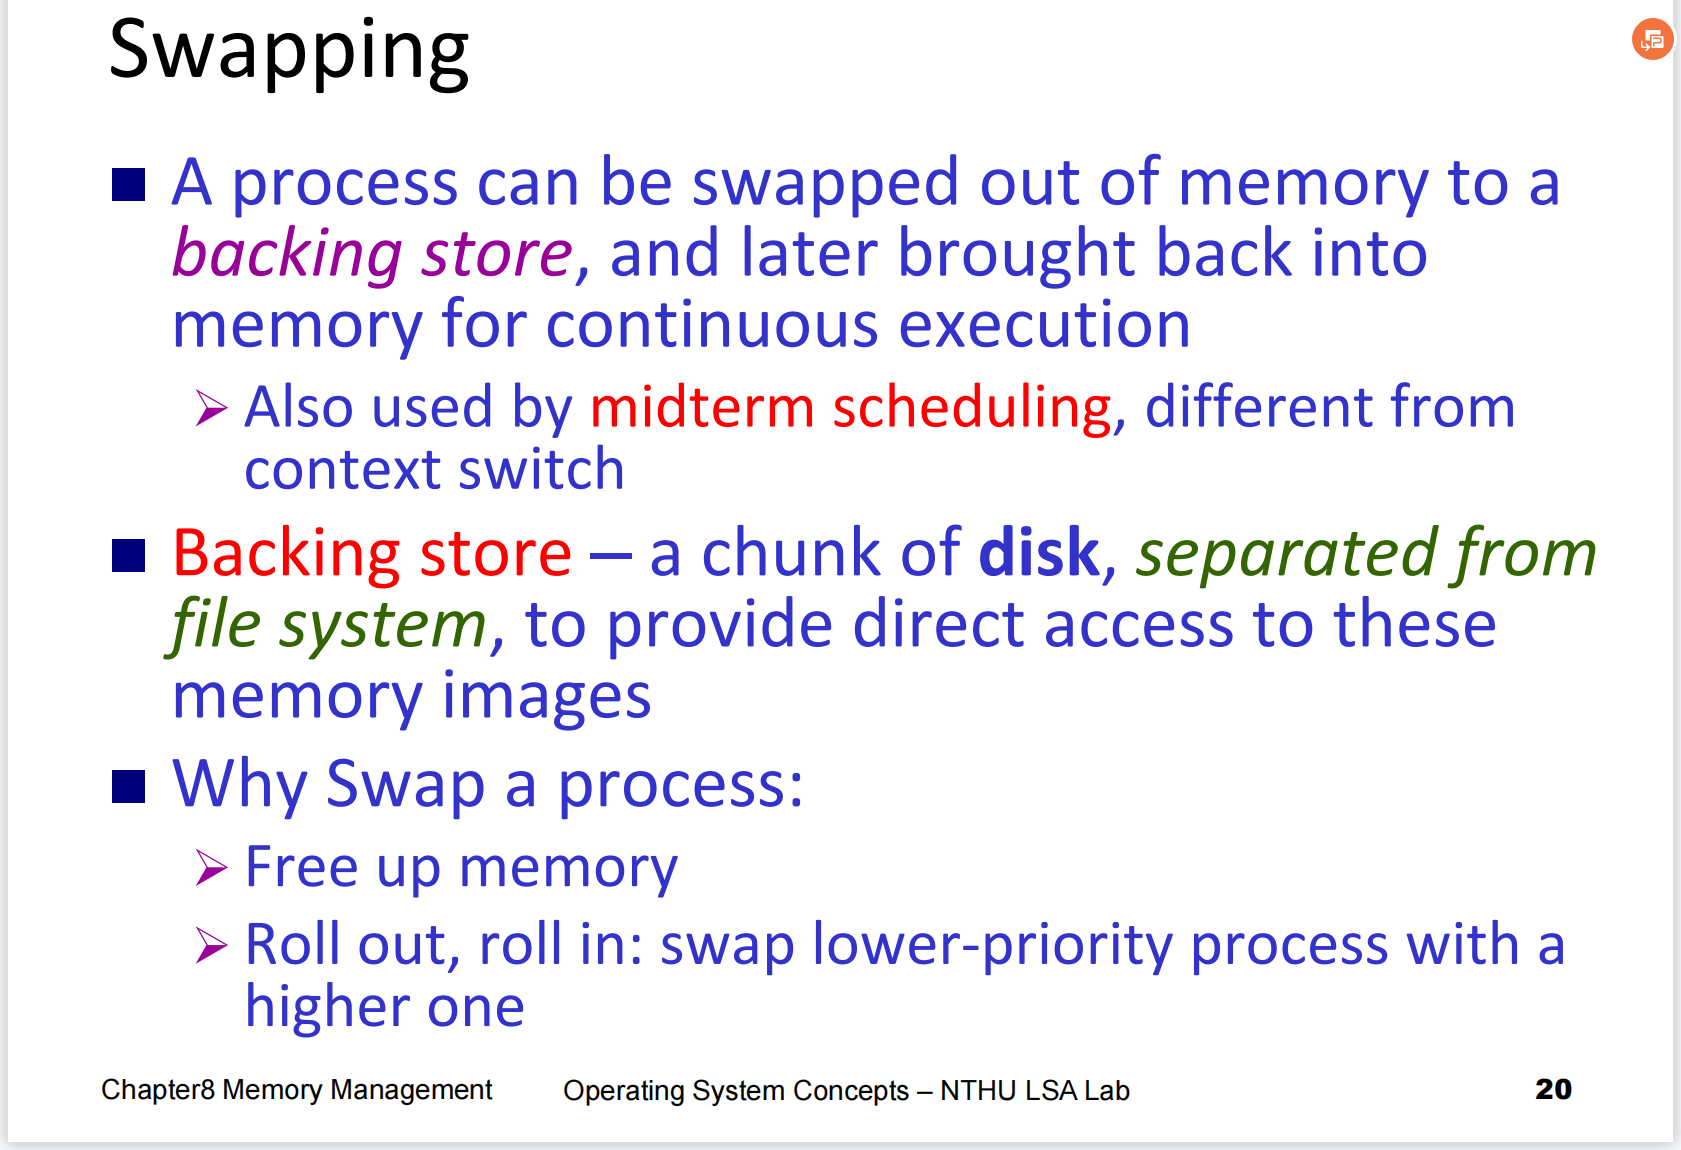 Swapping
A process can be swapped out of memory to a
backing store, and later brought back into
memory for continuous execution
Also used by midterm scheduling, different from
context switch
Backing store – a chunk of disk, separated from
file system, to provide direct access to these
memory images
Why Swap a process:
Free up memory
Roll out, roll in: swap lower-priority process with a
higher one
Chapter8 Memory Management Operating System Concepts – NTHU LSA Lab 20